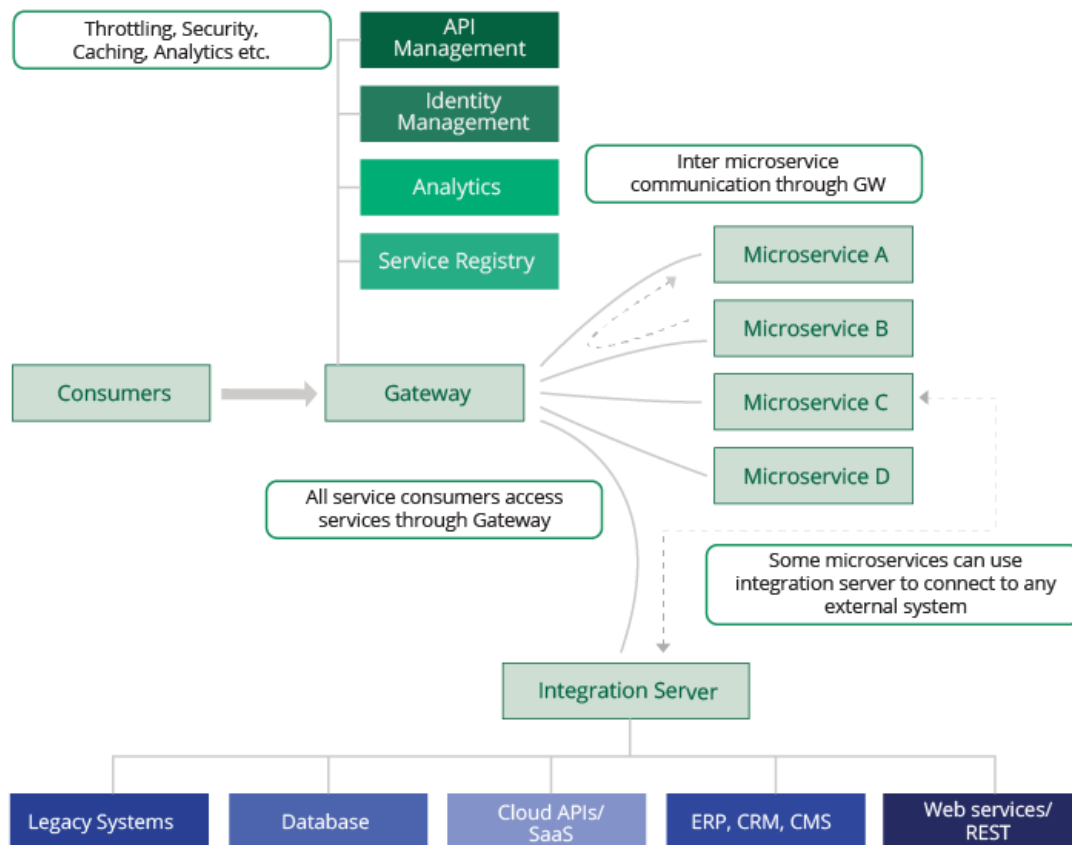 Throttling, Security,
Caching, Analytics etc.
API
Management
Identity
Management
Analytics
Service Registry
Inter microservice
communication through GW
Microservice A
Microservice B
Microservice C
Microservice D
Consumers
Gateway
All service consumers access
services through Gateway
Some microservices can use
integration server to connect to any
external system
Integration Server
Legacy Systems
Database
Cloud APIs/
SaaS
ERP, CRM, CMS
Web services/
REST